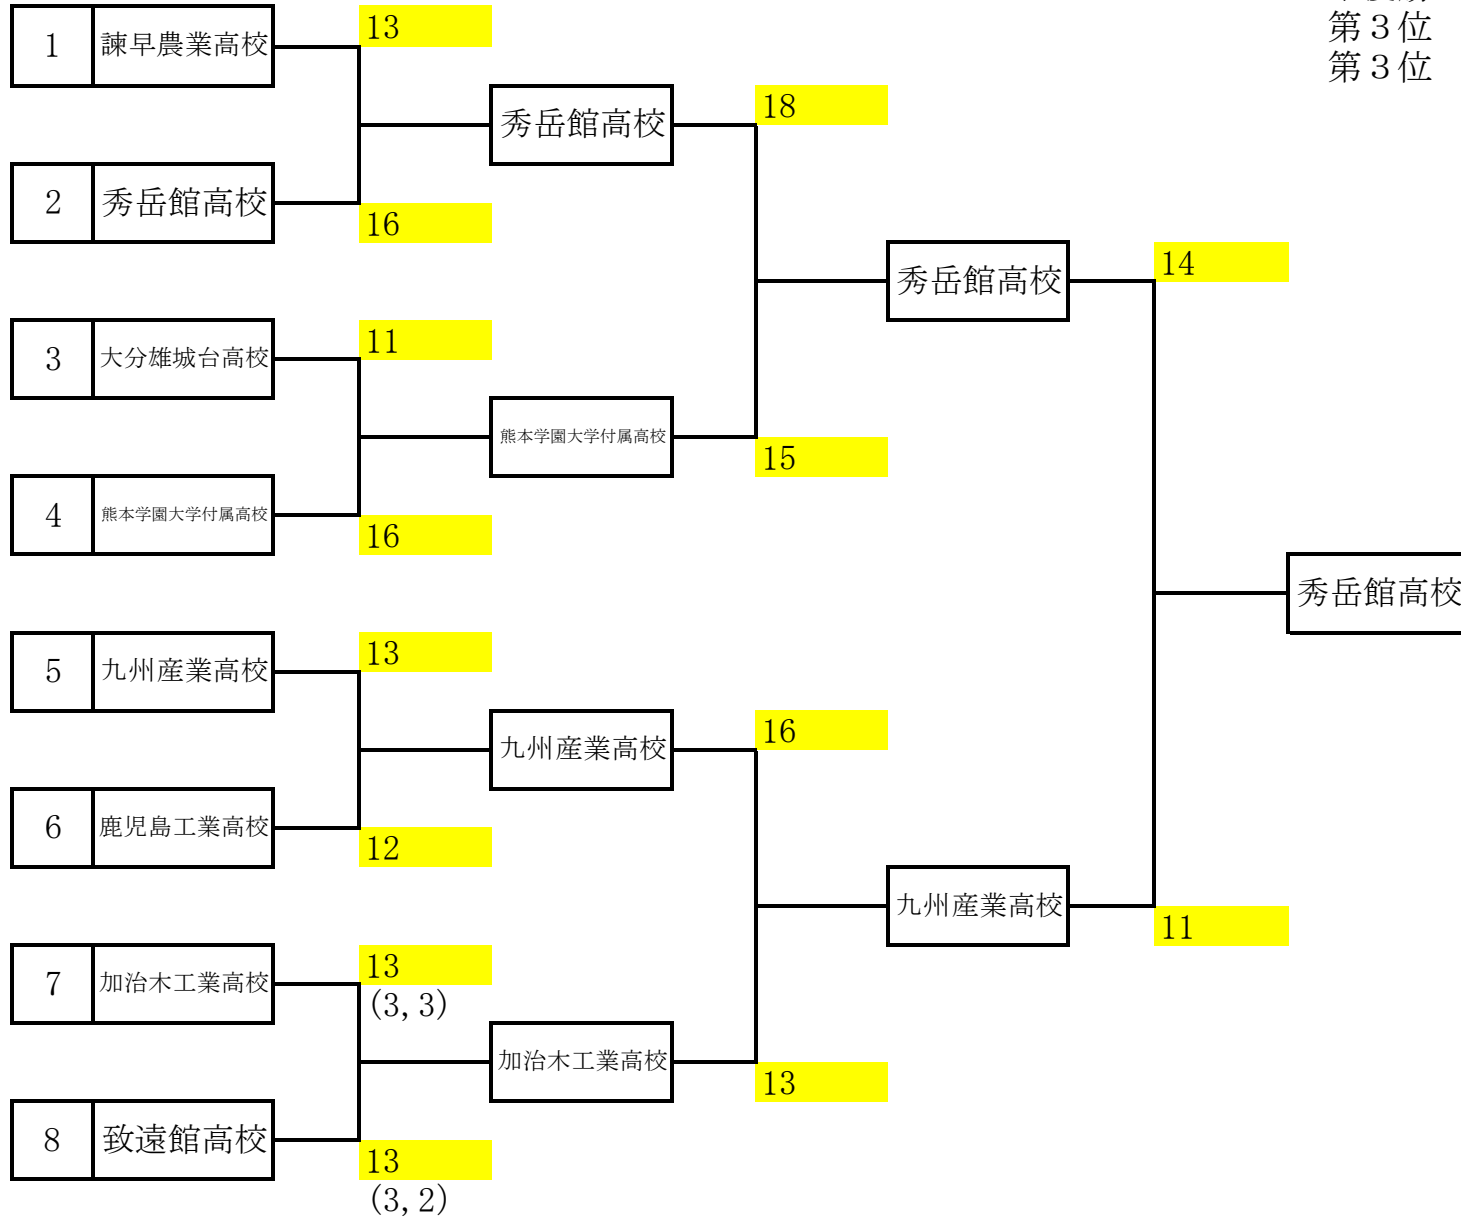 第３位
第３位
1 諫早農業高校 13
秀岳館高校 18
2 秀岳館高校 16
秀岳館高校 14
3 大分雄城台高校 11
熊本学園大学付属高校 15
4 熊本学園大学付属高校 16
秀岳館高校
5 九州産業高校 13
九州産業高校 16
6 鹿児島工業高校 12
九州産業高校 11
7 加治木工業高校 13
(3,3)
加治木工業高校 13
8 致遠館高校 13
(3,2)